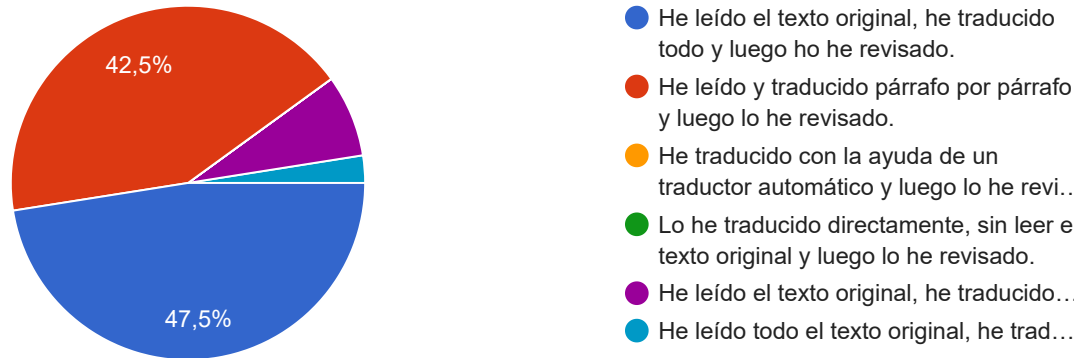 42,5%
47,5%
He leído el texto original, he traducido
todo y luego ho he revisado.
He leído y traducido párrafo por párrafo
y luego lo he revisado.
He traducido con la ayuda de un
traductor automático y luego lo he revi…
Lo he traducido directamente, sin leer e
texto original y luego lo he revisado.
He leído el texto original, he traducido…
He leído todo el texto original, he trad…